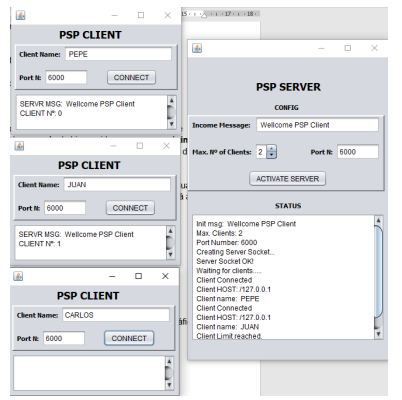 PSP CLIENT
Client Name: PEPE
Port N: 6000 CONNECT
SERVR MSG: Wellcome PSP Client
CLIENT Nº: 0
PSP CLIENT
Client Name: JUAN
Port N: 6000 CONNECT
SERVR MSG: Wellcome PSP Client
CLIENT Nº: 1
PSP CLIENT
Client Name: CARLOS
Port N: 6000 CONNECT
PSP SERVER
CONFIG
Income Message: Wellcome PSP Client
Max. Nº of Clients: 2 Port N: 6000
ACTIVATE SERVER
STATUS
Init msg: Wellcome PSP Client
Max. Clients: 2
Port Number: 6000
Creating Server Socket...
Server Socket OK!
Waiting for clients.....
Client Connected
Client HOST: /127.0.0.1
Client name: PEPE
Client Connected
Client HOST: /127.0.0.1
Client name: JUAN
Client Limit reached.